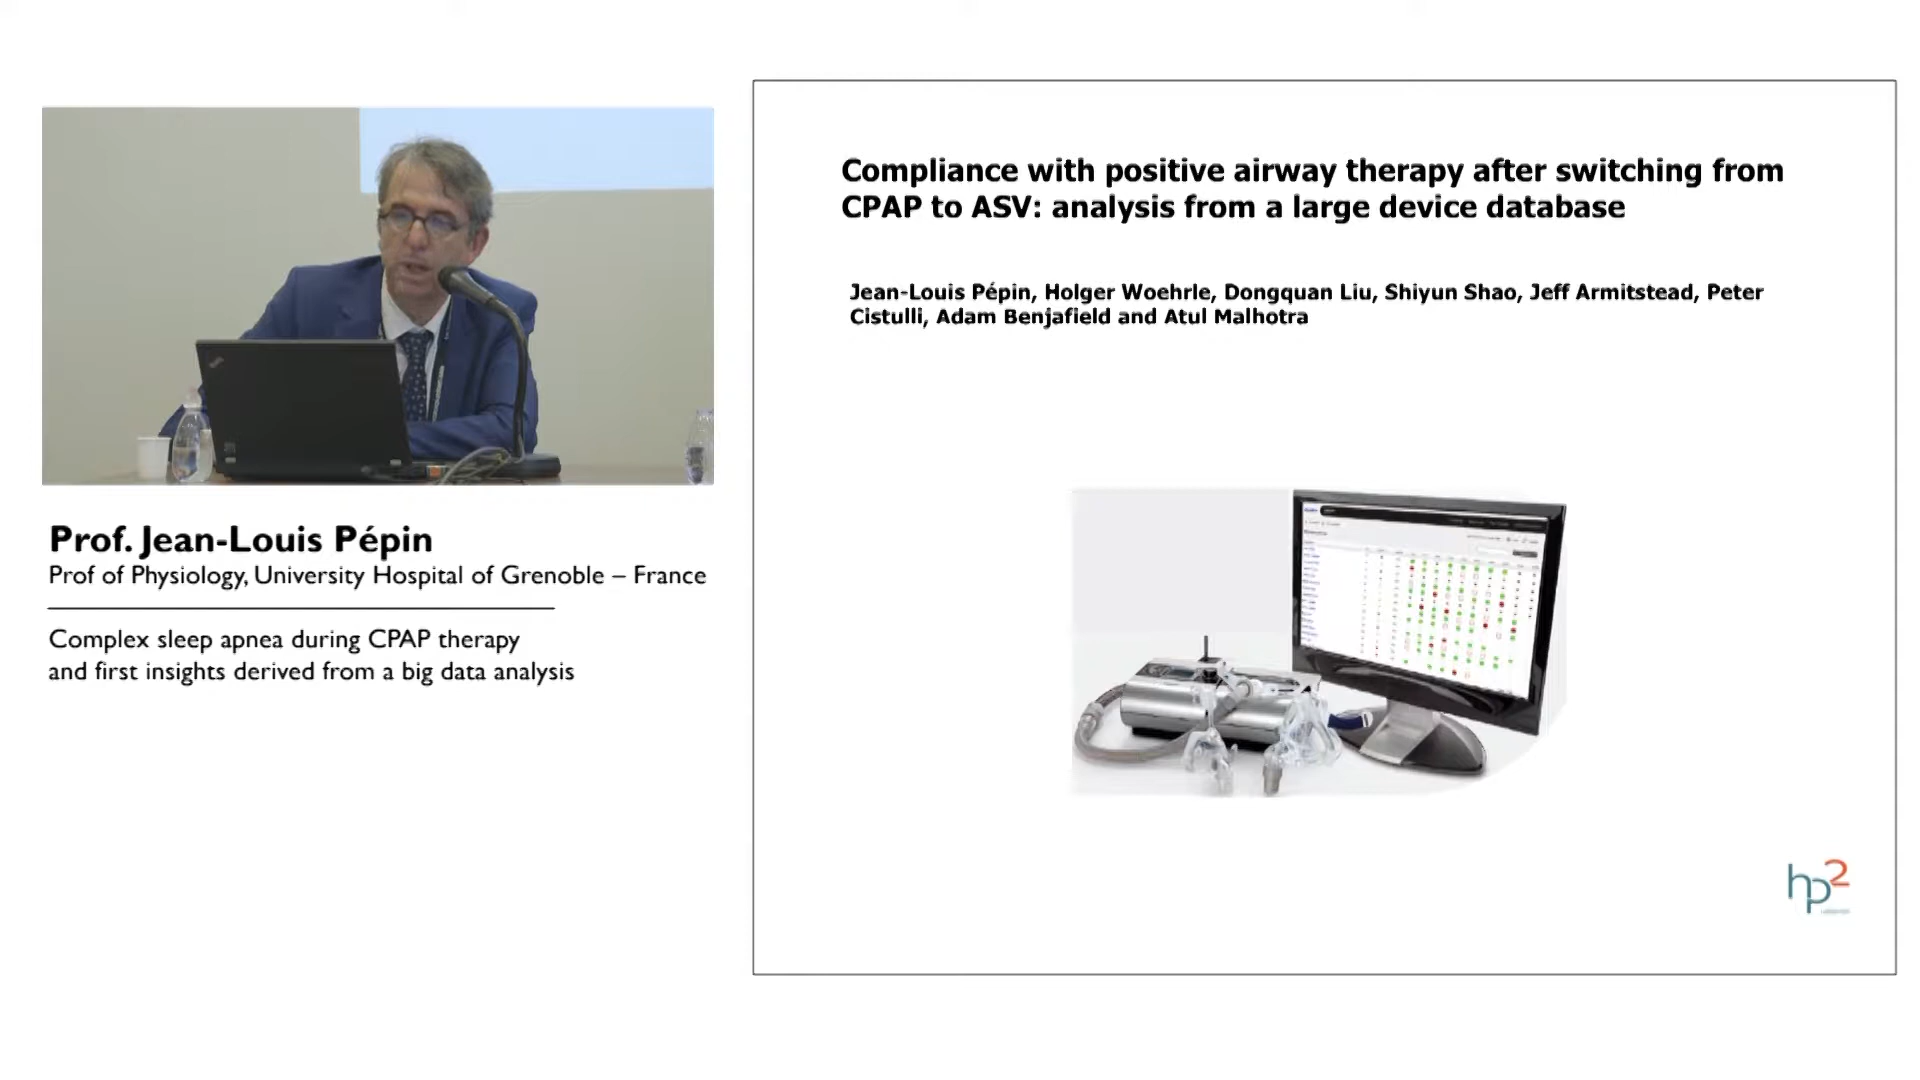 Prof. Jean-Louis Pépin
Prof of Physiology, University Hospital of Grenoble – France
Complex sleep apnea during CPAP therapy
and first insights derived from a big data analysis
Compliance with positive airway therapy after switching from
CPAP to ASV: analysis from a large device database
Jean-Louis Pépin, Holger Woehrle, Dongquan Liu, Shiyun Shao, Jeff Armitstead, Peter
Cistulli, Adam Benjafield and Atul Malhotra
hp2